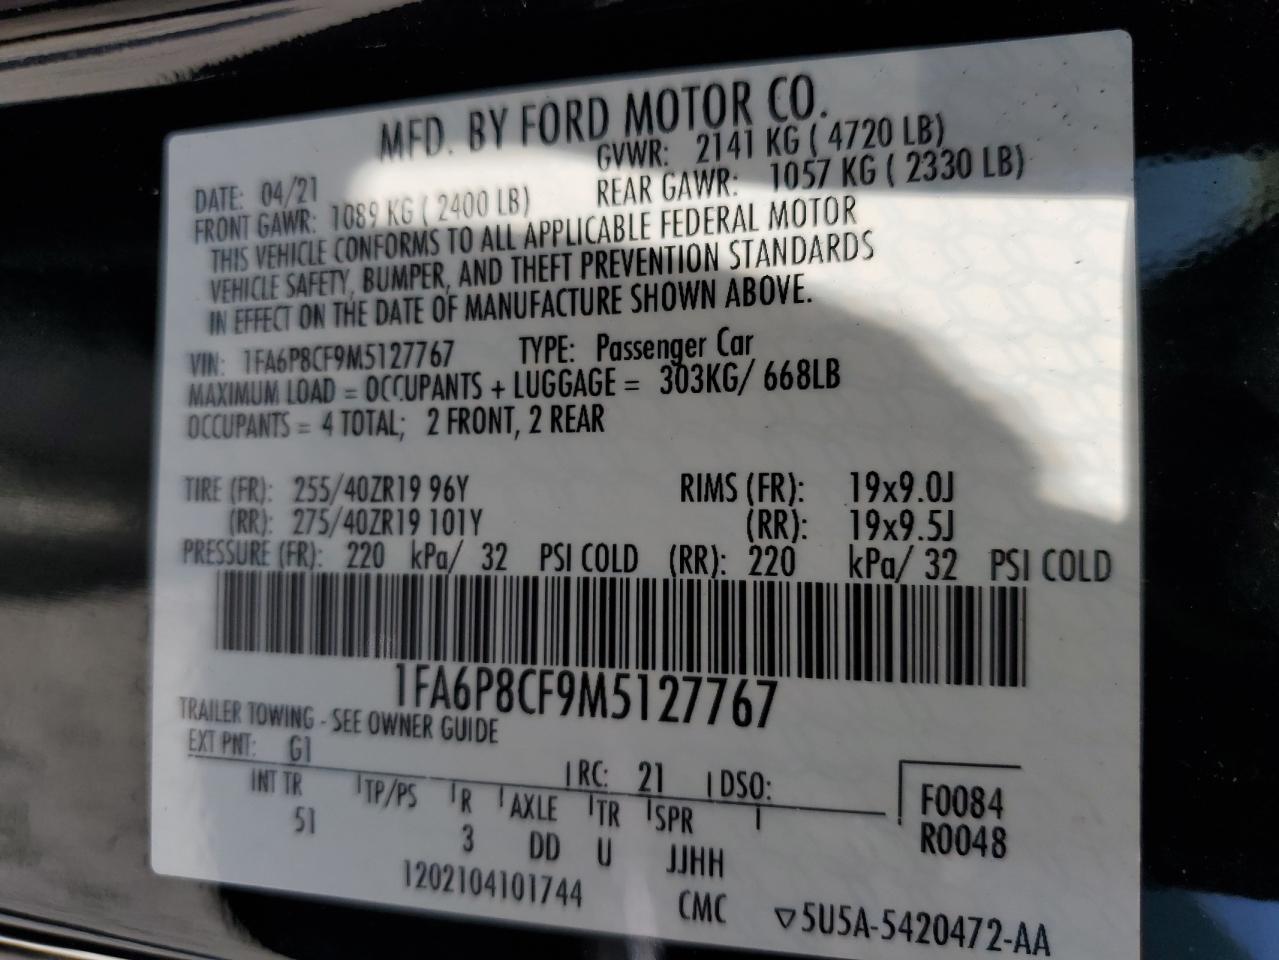 MFD. BY FORD MOTOR CO.
DATE: 04/21 GVWR: 2141 KG ( 4720 LB)
FRONT GAWR: 1089 KG ( 2400 LB) REAR GAWR: 1057 KG ( 2330 LB)
THIS VEHICLE CONFORMS TO ALL APPLICABLE FEDERAL MOTOR
VEHICLE SAFETY, BUMPER, AND THEFT PREVENTION STANDARDS
IN EFFECT ON THE DATE OF MANUFACTURE SHOWN ABOVE.
VIN: 1FA6P8CF9M5127767 TYPE: Passenger Car
MAXIMUM LOAD = OCCUPANTS + LUGGAGE = 303KG/ 668LB
OCCUPANTS = 4 TOTAL; 2 FRONT, 2 REAR
TIRE (FR): 255/40ZR19 96Y RIMS (FR): 19x9.0J
(RR): 275/40ZR19 101Y (RR): 19x9.5J
PRESSURE (FR): 220 kPa/ 32 PSI COLD (RR): 220 kPa/ 32 PSI COLD
1FA6P8CF9M5127767
TRAILER TOWING - SEE OWNER GUIDE
EXT PNT: G1 RC: 21 DSO: F0084
INT TR TP/PS R AXLE TR SPR R0048
51 3 DD U JJHH
1202104101744 CMC ▽5U5A-5420472-AA